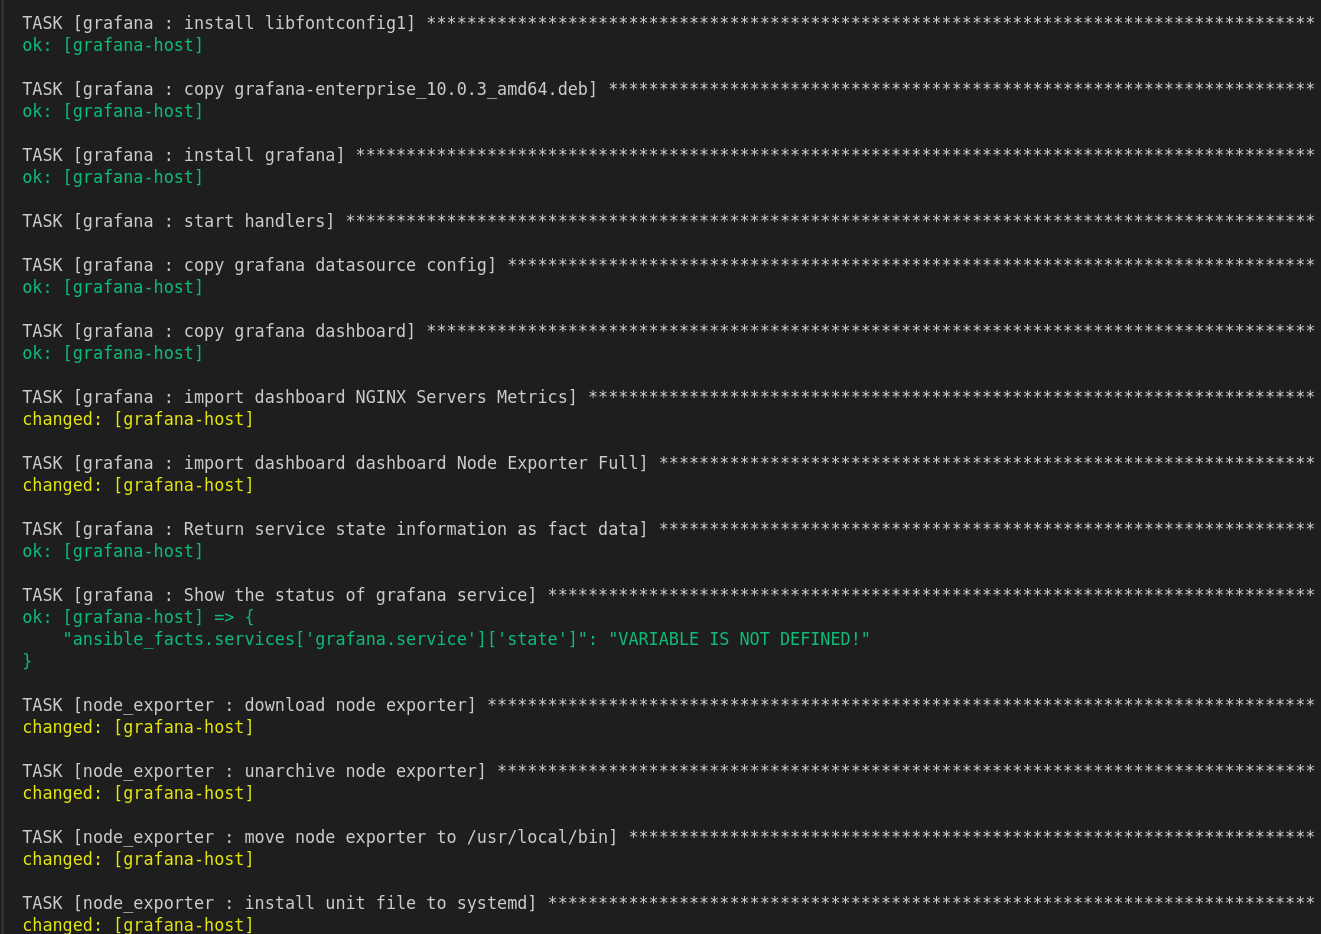 TASK [grafana : install libfontconfig1] ****************************************************************************************
ok: [grafana-host]
TASK [grafana : copy grafana-enterprise_10.0.3_amd64.deb] **********************************************************************
ok: [grafana-host]
TASK [grafana : install grafana] ***********************************************************************************************
ok: [grafana-host]
TASK [grafana : start handlers] ************************************************************************************************
TASK [grafana : copy grafana datasource config] ********************************************************************************
ok: [grafana-host]
TASK [grafana : copy grafana dashboard] ****************************************************************************************
ok: [grafana-host]
TASK [grafana : import dashboard NGINX Servers Metrics] ************************************************************************
changed: [grafana-host]
TASK [grafana : import dashboard dashboard Node Exporter Full] *****************************************************************
changed: [grafana-host]
TASK [grafana : Return service state information as fact data] *****************************************************************
ok: [grafana-host]
TASK [grafana : Show the status of grafana service] ****************************************************************************
ok: [grafana-host] => {
    "ansible_facts.services['grafana.service']['state']": "VARIABLE IS NOT DEFINED!"
}
TASK [node_exporter : download node exporter] **********************************************************************************
changed: [grafana-host]
TASK [node_exporter : unarchive node exporter] *********************************************************************************
changed: [grafana-host]
TASK [node_exporter : move node exporter to /usr/local/bin] ********************************************************************
changed: [grafana-host]
TASK [node_exporter : install unit file to systemd] ****************************************************************************
changed: [grafana-host]